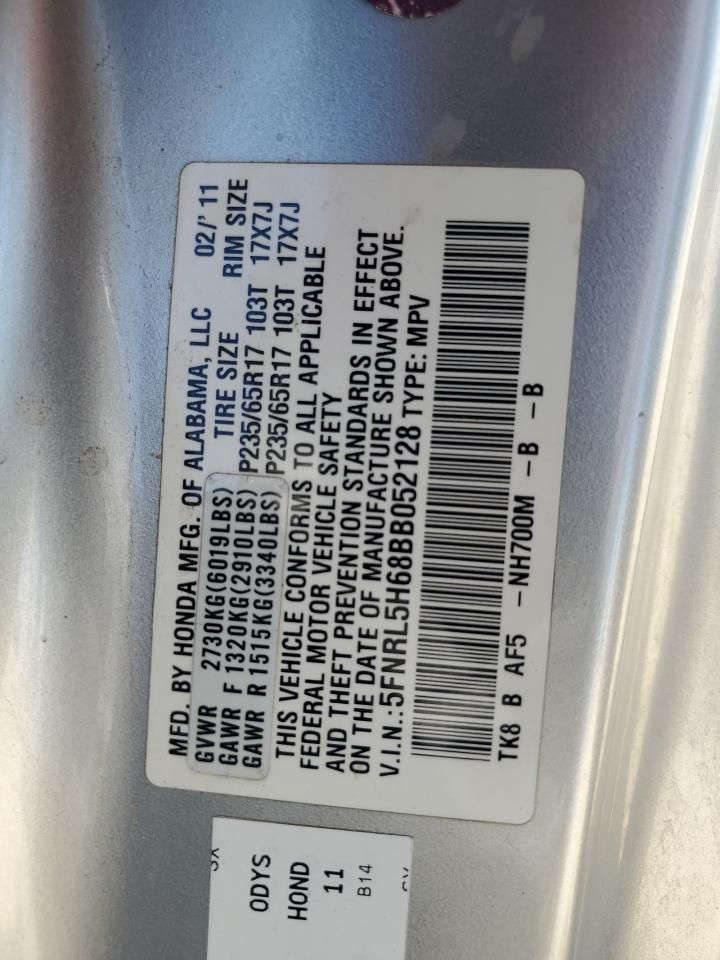 MFD. BY HONDA MFG. OF ALABAMA, LLC 02/'11
GVWR 2730KG(6019LBS) TIRE SIZE RIM SIZE
GAWR F 1320KG(2910LBS) P235/65R17 103T 17X7J
GAWR R 1515KG(3340LBS) P235/65R17 103T 17X7J
THIS VEHICLE CONFORMS TO ALL APPLICABLE
FEDERAL MOTOR VEHICLE SAFETY
AND THEFT PREVENTION STANDARDS IN EFFECT
ON THE DATE OF MANUFACTURE SHOWN ABOVE.
V.I.N.:5FNRL5H68BB052128 TYPE: MPV
TK8 B AF5 -NH700M -B -B
ODYS
HOND
11
B14